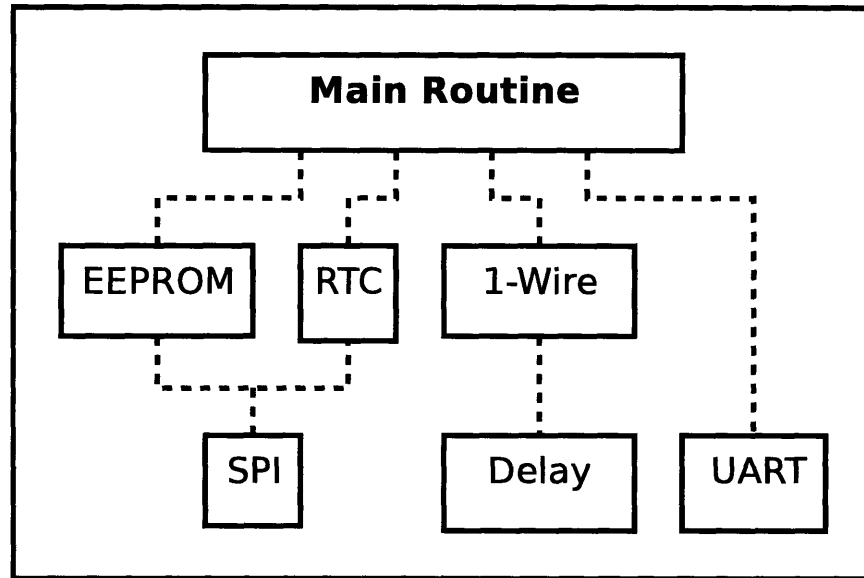 Main Routine
EEPROM
RTC
1-Wire
SPI
Delay
UART